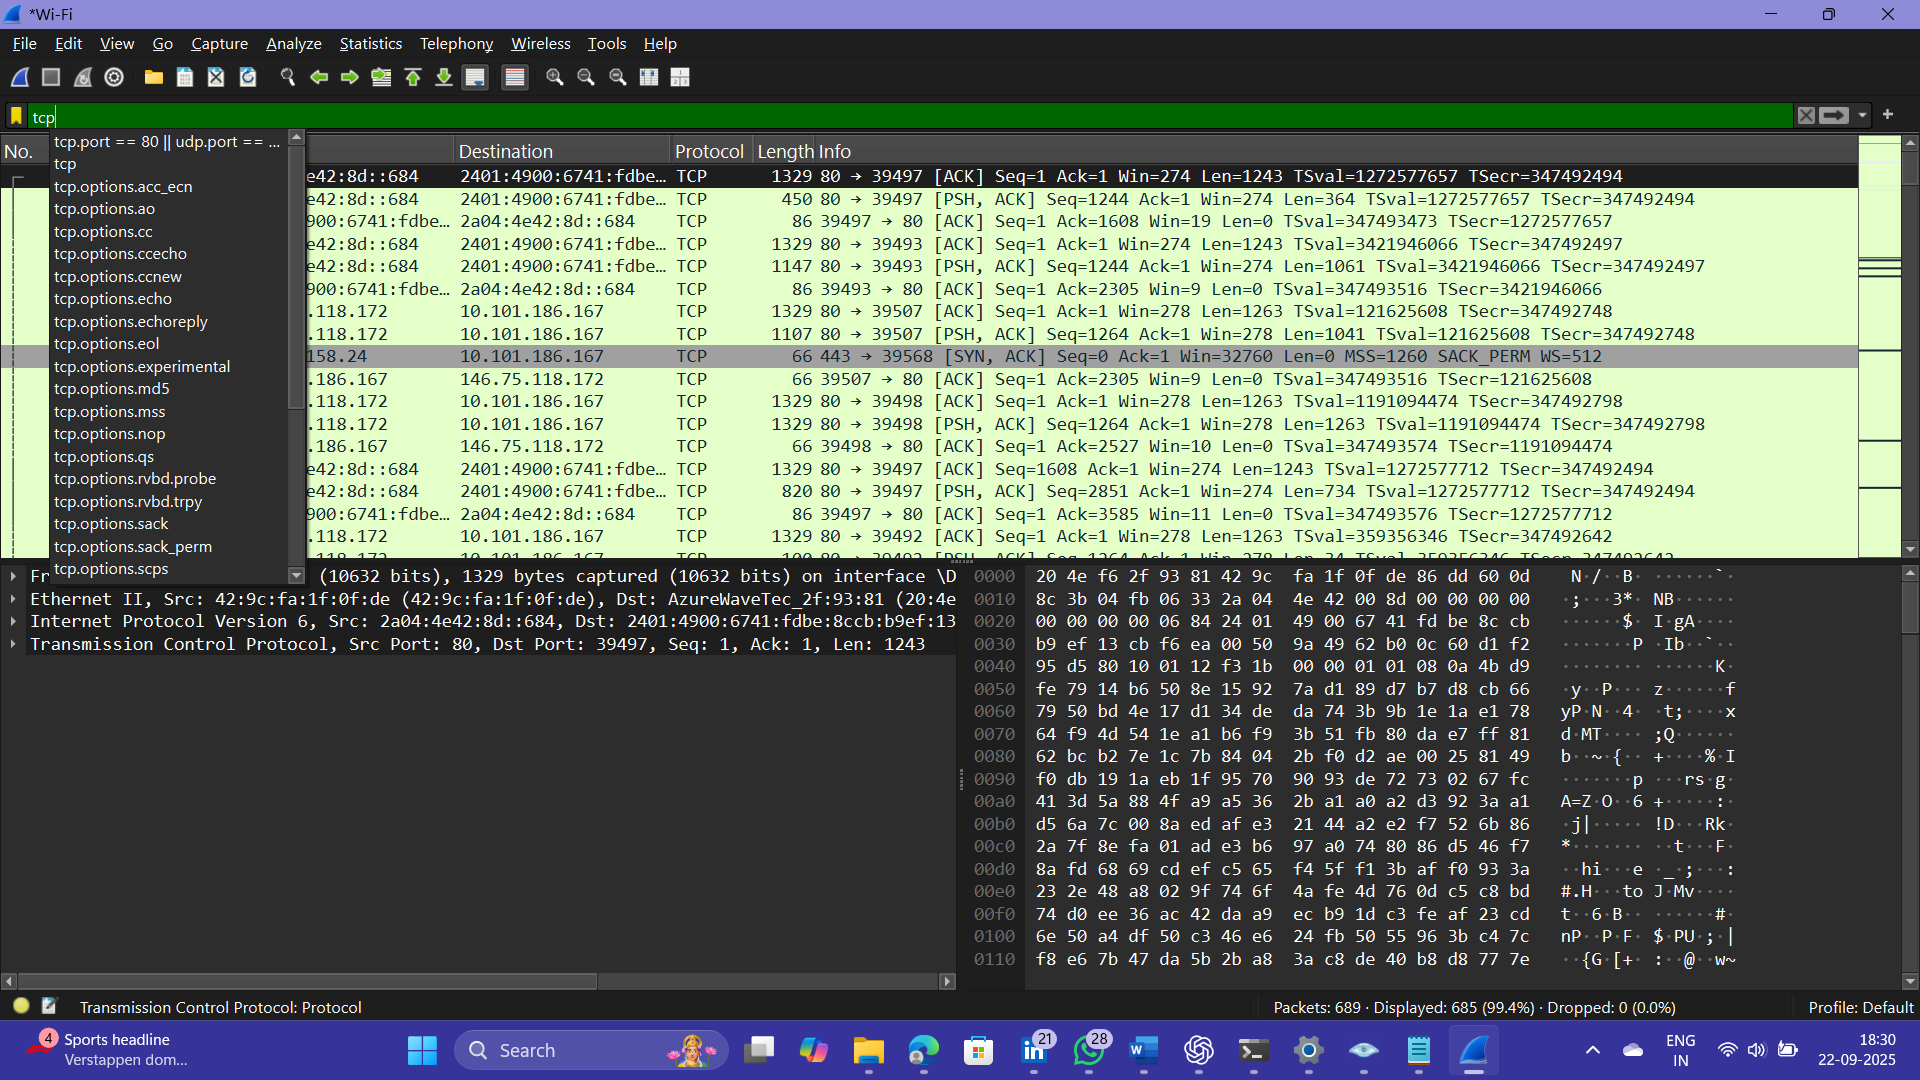 *Wi-Fi
File Edit View Go Capture Analyze Statistics Telephony Wireless Tools Help
tcp
No. Destination Protocol Length Info
tcp.port == 80 || udp.port == ...
tcp
tcp.options.acc_ecn
tcp.options.ao
tcp.options.cc
tcp.options.ccecho
tcp.options.ccnew
tcp.options.echo
tcp.options.echoreply
tcp.options.eol
tcp.options.experimental
tcp.options.md5
tcp.options.mss
tcp.options.nop
tcp.options.qs
tcp.options.rvbd.probe
tcp.options.rvbd.trpy
tcp.options.sack
tcp.options.sack_perm
tcp.options.scps
e42:8d::684 2401:4900:6741:fdbe… TCP 1329 80 → 39497 [ACK] Seq=1 Ack=1 Win=274 Len=1243 TSval=1272577657 TSecr=347492494
e42:8d::684 2401:4900:6741:fdbe… TCP 450 80 → 39497 [PSH, ACK] Seq=1244 Ack=1 Win=274 Len=364 TSval=1272577657 TSecr=347492494
900:6741:fdbe… 2a04:4e42:8d::684 TCP 86 39497 → 80 [ACK] Seq=1 Ack=1608 Win=19 Len=0 TSval=347493473 TSecr=1272577657
e42:8d::684 2401:4900:6741:fdbe… TCP 1329 80 → 39493 [ACK] Seq=1 Ack=1 Win=274 Len=1243 TSval=3421946066 TSecr=347492497
e42:8d::684 2401:4900:6741:fdbe… TCP 1147 80 → 39493 [PSH, ACK] Seq=1244 Ack=1 Win=274 Len=1061 TSval=3421946066 TSecr=347492497
900:6741:fdbe… 2a04:4e42:8d::684 TCP 86 39493 → 80 [ACK] Seq=1 Ack=2305 Win=9 Len=0 TSval=347493516 TSecr=3421946066
.118.172 10.101.186.167 TCP 1329 80 → 39507 [ACK] Seq=1 Ack=1 Win=278 Len=1263 TSval=121625608 TSecr=347492748
.118.172 10.101.186.167 TCP 1107 80 → 39507 [PSH, ACK] Seq=1264 Ack=1 Win=278 Len=1041 TSval=121625608 TSecr=347492748
158.24 10.101.186.167 TCP 66 443 → 39568 [SYN, ACK] Seq=0 Ack=1 Win=32760 Len=0 MSS=1260 SACK_PERM WS=512
.186.167 146.75.118.172 TCP 66 39507 → 80 [ACK] Seq=1 Ack=2305 Win=9 Len=0 TSval=347493516 TSecr=121625608
.118.172 10.101.186.167 TCP 1329 80 → 39498 [ACK] Seq=1 Ack=1 Win=278 Len=1263 TSval=1191094474 TSecr=347492798
.118.172 10.101.186.167 TCP 1329 80 → 39498 [PSH, ACK] Seq=1264 Ack=1 Win=278 Len=1263 TSval=1191094474 TSecr=347492798
.186.167 146.75.118.172 TCP 66 39498 → 80 [ACK] Seq=1 Ack=2527 Win=10 Len=0 TSval=347493574 TSecr=1191094474
e42:8d::684 2401:4900:6741:fdbe… TCP 1329 80 → 39497 [ACK] Seq=1608 Ack=1 Win=274 Len=1243 TSval=1272577712 TSecr=347492494
e42:8d::684 2401:4900:6741:fdbe… TCP 820 80 → 39497 [PSH, ACK] Seq=2851 Ack=1 Win=274 Len=734 TSval=1272577712 TSecr=347492494
900:6741:fdbe… 2a04:4e42:8d::684 TCP 86 39497 → 80 [ACK] Seq=1 Ack=3585 Win=11 Len=0 TSval=347493576 TSecr=1272577712
.118.172 10.101.186.167 TCP 1329 80 → 39492 [ACK] Seq=1 Ack=1 Win=278 Len=1263 TSval=359356346 TSecr=347492642
Fr (10632 bits), 1329 bytes captured (10632 bits) on interface \D
Ethernet II, Src: 42:9c:fa:1f:0f:de (42:9c:fa:1f:0f:de), Dst: AzureWaveTec_2f:93:81 (20:4e
Internet Protocol Version 6, Src: 2a04:4e42:8d::684, Dst: 2401:4900:6741:fdbe:8ccb:b9ef:13
Transmission Control Protocol, Src Port: 80, Dst Port: 39497, Seq: 1, Ack: 1, Len: 1243
0000 20 4e f6 2f 93 81 42 9c fa 1f 0f de 86 dd 60 0d N·/··B· ······`·
0010 8c 3b 04 fb 06 33 2a 04 4e 42 00 8d 00 00 00 00 ·;···3*· NB······
0020 00 00 00 00 06 84 24 01 49 00 67 41 fd be 8c cb ······$· I·gA····
0030 b9 ef 13 cb f6 ea 00 50 9a 49 62 b0 0c 60 d1 f2 ·······P ·Ib··`··
0040 95 d5 80 10 01 12 f3 1b 00 00 01 01 08 0a 4b d9 ········ ······K·
0050 fe 79 14 b6 50 8e 15 92 7a d1 89 d7 b7 d8 cb 66 ·y··P··· z······f
0060 79 50 bd 4e 17 d1 34 de da 74 3b 9b 1e 1a e1 78 yP·N··4· ·t;····x
0070 64 f9 4d 54 1e a1 b6 f9 3b 51 fb 80 da e7 ff 81 d·MT···· ;Q······
0080 62 bc b2 7e 1c 7b 84 04 2b f0 d2 ae 00 25 81 49 b··~·{·· +····%·I
0090 f0 db 19 1a eb 1f 95 70 90 93 de 72 73 02 67 fc ·······p ···rs·g·
00a0 41 3d 5a 88 4f a9 a5 36 2b a1 a0 a2 d3 92 3a a1 A=Z·O··6 +·····:·
00b0 d5 6a 7c 00 8a ed af e3 21 44 a2 e2 f7 52 6b 86 ·j|····· !D···Rk·
00c0 2a 7f 8e fa 01 ad e3 b6 97 a0 74 80 86 d5 46 f7 *······· ··t···F·
00d0 8a fd 68 69 cd ef c5 65 f4 5f f1 3b af f0 93 3a ··hi···e ·_·;···:
00e0 23 2e 48 a8 02 9f 74 6f 4a fe 4d 76 0d c5 c8 bd #.H···to J·Mv····
00f0 74 d0 ee 36 ac 42 da a9 ec b9 1d c3 fe af 23 cd t··6·B·· ······#·
0100 6e 50 a4 df 50 c3 46 e6 24 fb 50 55 96 3b c4 7c nP··P·F· $·PU·;·|
0110 f8 e6 7b 47 da 5b 2b a8 3a c8 de 40 b8 d8 77 7e ··{G·[+· :··@··w~
Transmission Control Protocol: Protocol
Packets: 689 · Displayed: 685 (99.4%) · Dropped: 0 (0.0%)
Profile: Default
4
Sports headline
Verstappen dom...
Search
21
28
ENG
IN
18:30
22-09-2025